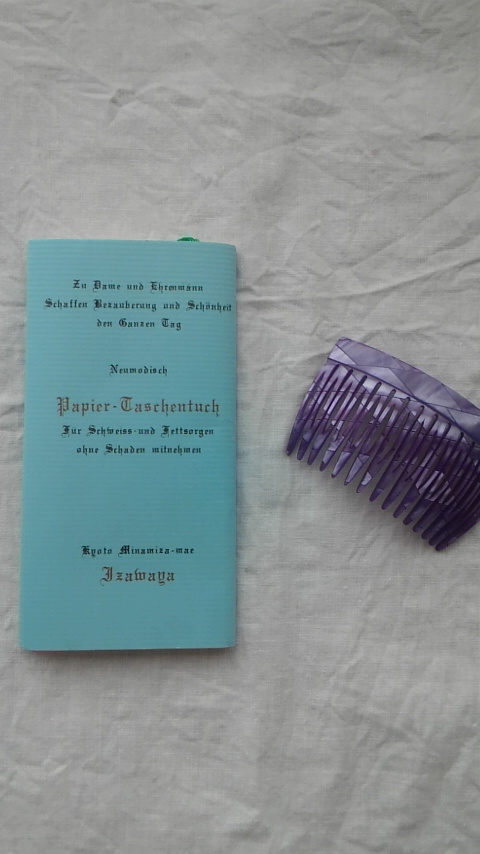 Zu Dame und Ehrenmann
Schaffen Bezauberung und Schönheit
den Ganzen Tag
Neumodisch
Papier-Taschentuch
Für Schweiss-und Fettsorgen
ohne Schaden mitnehmen
Kyoto Minamiza-mae
Izawaya